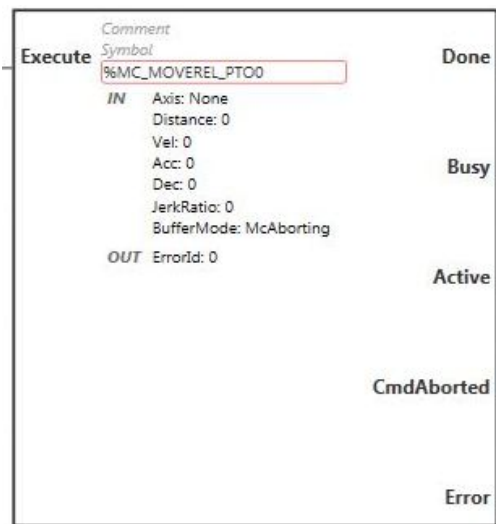 Comment
Execute Symbol Done
%MC_MOVEREL_PTO0
IN Axis: None
Distance: 0
Vel: 0
Acc: 0 Busy
Dec: 0
JerkRatio: 0
BufferMode: McAborting
OUT ErrorId: 0
Active
CmdAborted
Error